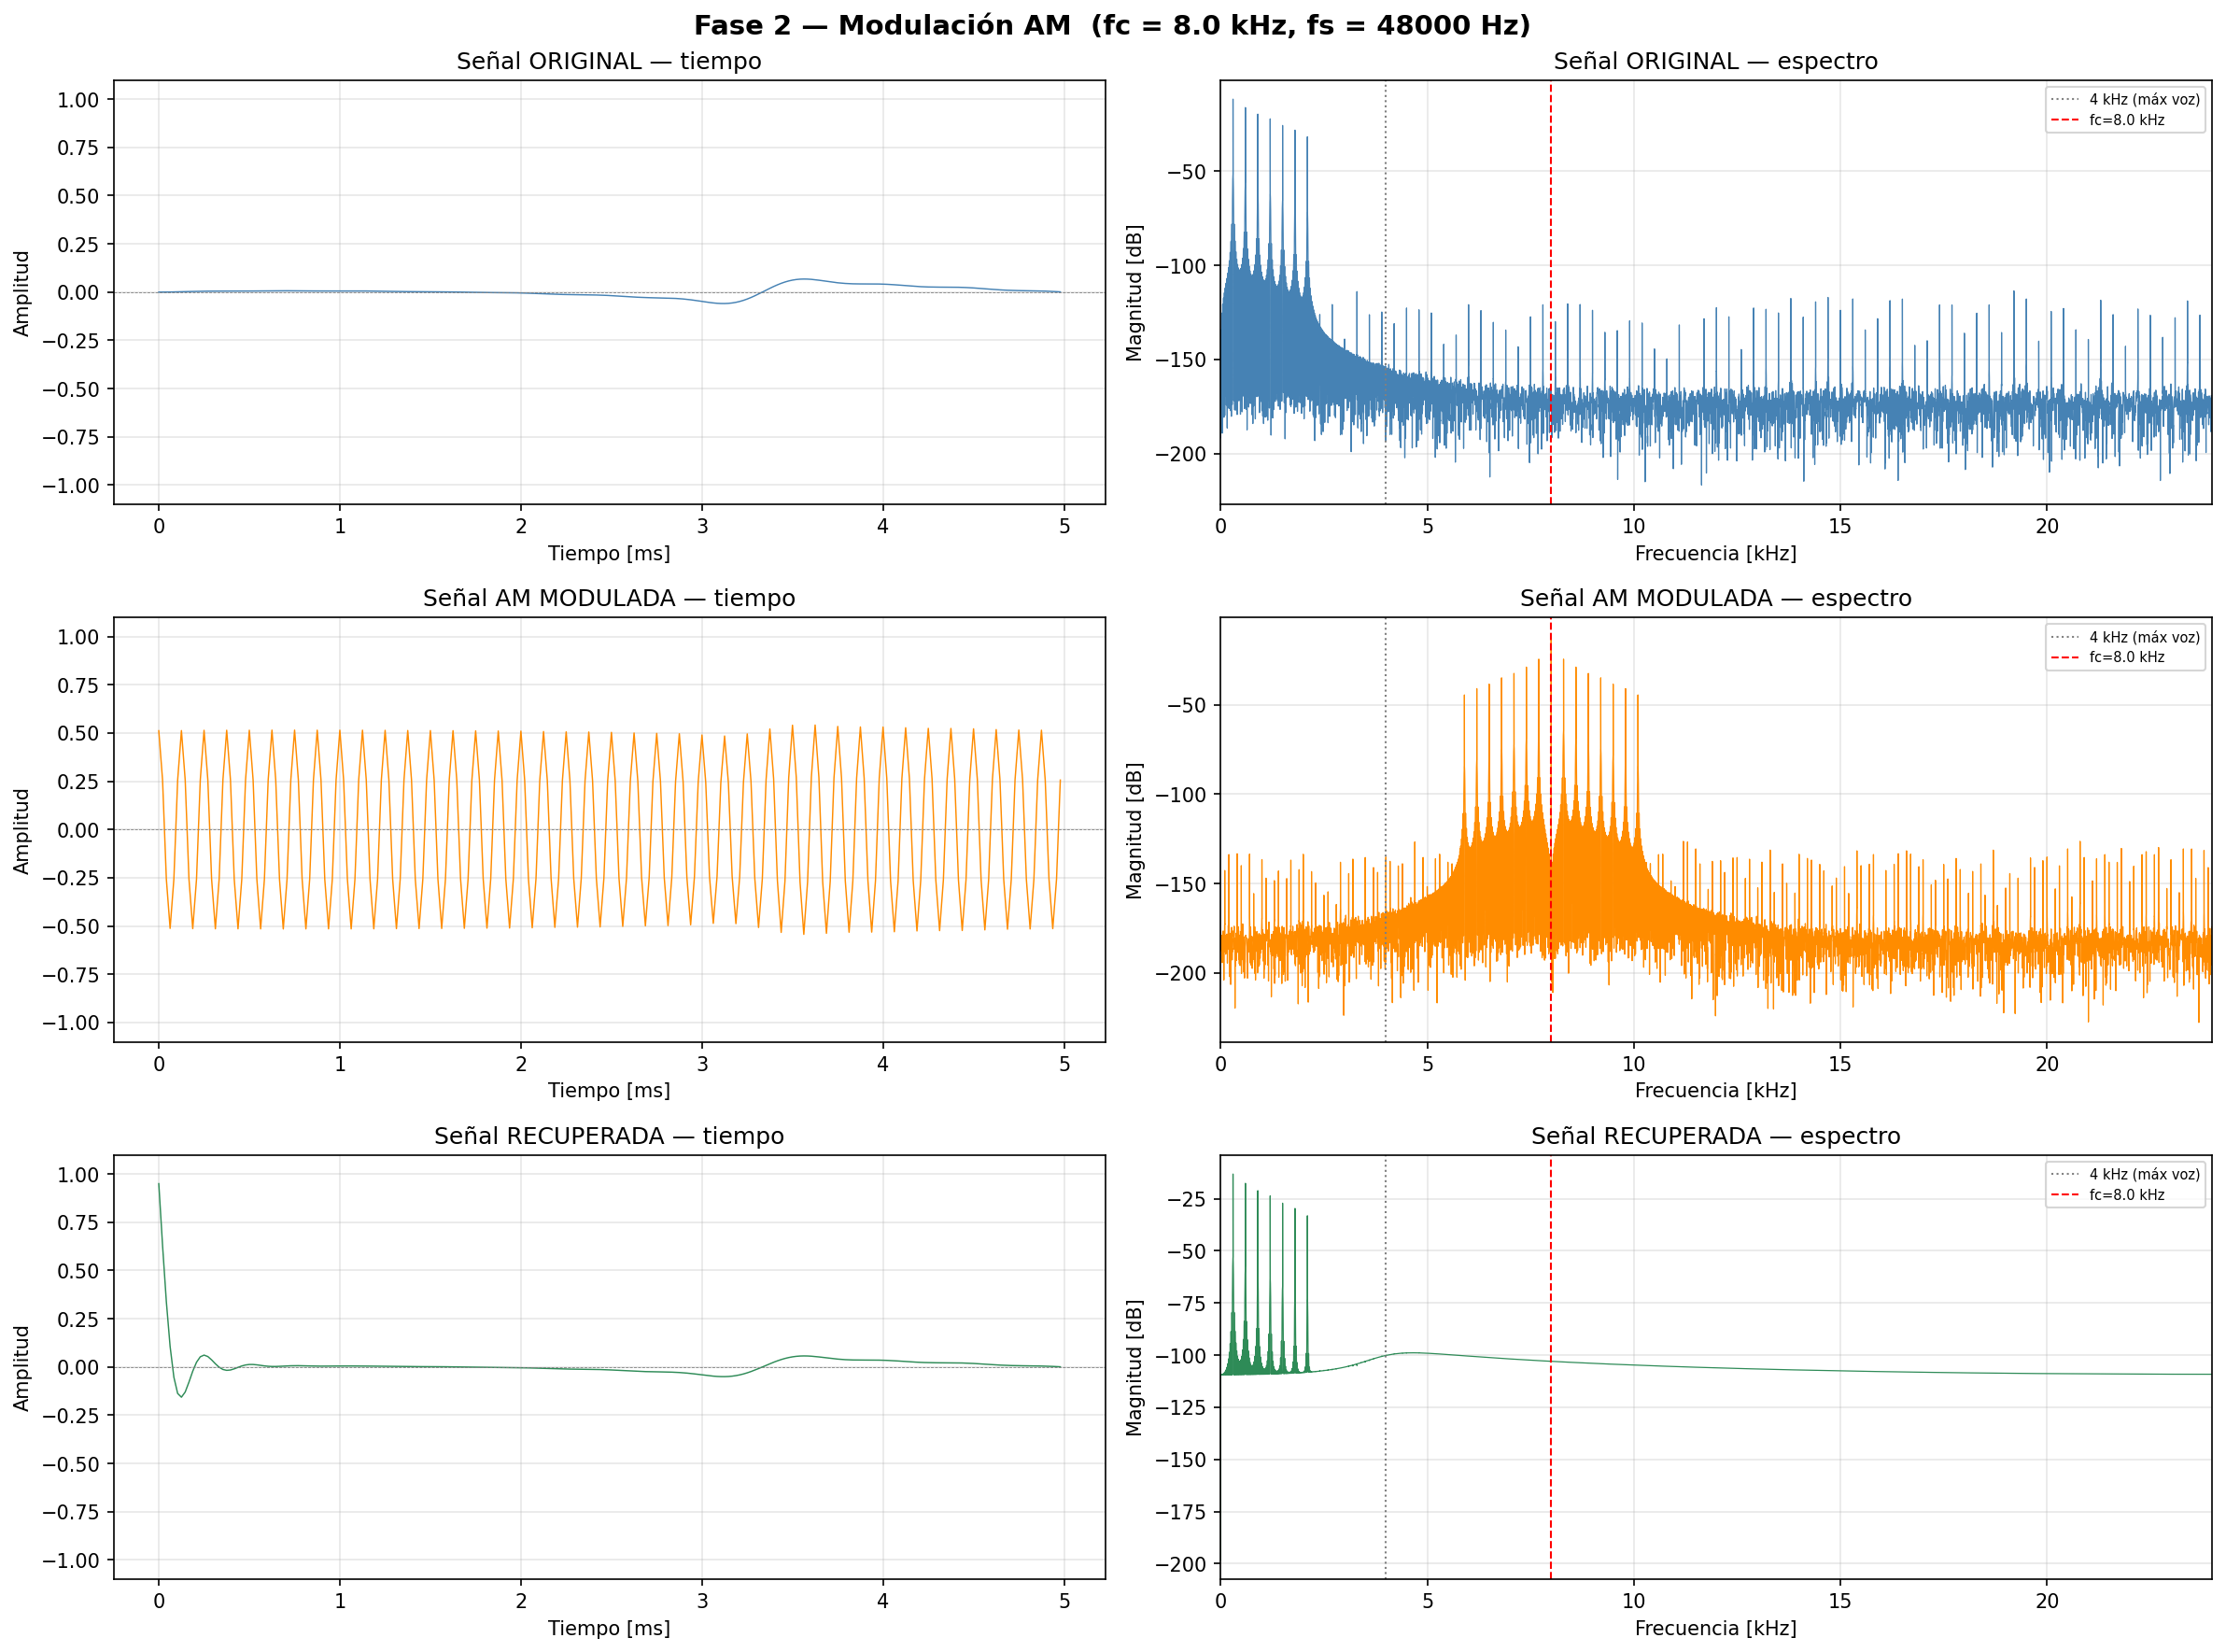 Fase 2 — Modulación AM  (fc = 8.0 kHz, fs = 48000 Hz)
Señal ORIGINAL — tiempo
1.00
0.75
0.50
0.25
0.00
−0.25
−0.50
−0.75
−1.00
Amplitud
0 1 2 3 4 5
Tiempo [ms]
Señal ORIGINAL — espectro
4 kHz (máx voz)
fc=8.0 kHz
−50
−100
−150
−200
Magnitud [dB]
0 5 10 15 20
Frecuencia [kHz]
Señal AM MODULADA — tiempo
1.00
0.75
0.50
0.25
0.00
−0.25
−0.50
−0.75
−1.00
Amplitud
0 1 2 3 4 5
Tiempo [ms]
Señal AM MODULADA — espectro
4 kHz (máx voz)
fc=8.0 kHz
−50
−100
−150
−200
Magnitud [dB]
0 5 10 15 20
Frecuencia [kHz]
Señal RECUPERADA — tiempo
1.00
0.75
0.50
0.25
0.00
−0.25
−0.50
−0.75
−1.00
Amplitud
0 1 2 3 4 5
Tiempo [ms]
Señal RECUPERADA — espectro
4 kHz (máx voz)
fc=8.0 kHz
−25
−50
−75
−100
−125
−150
−175
−200
Magnitud [dB]
0 5 10 15 20
Frecuencia [kHz]